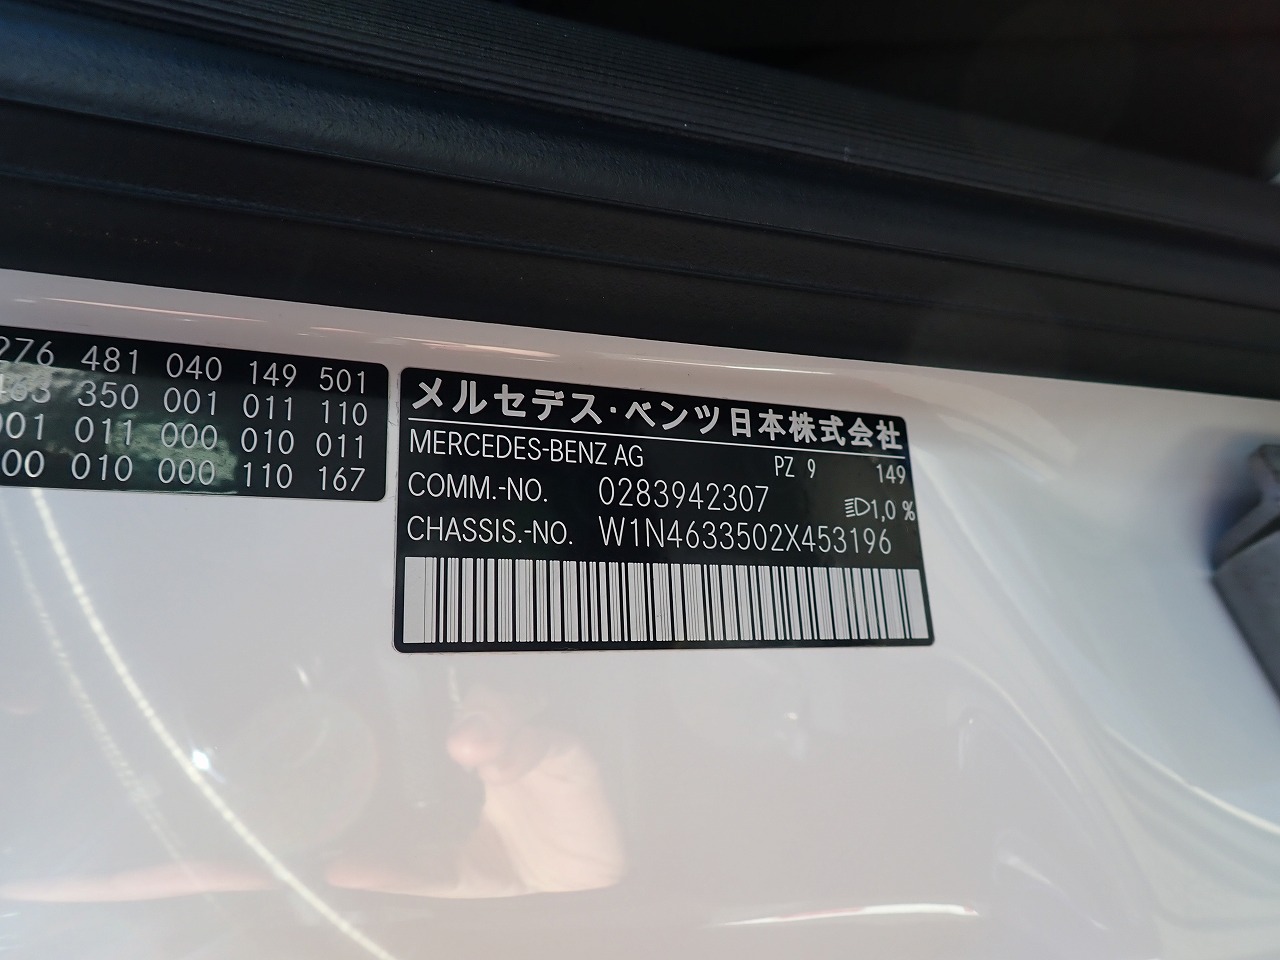 276 481 040 149 501
463 350 001 011 110
001 011 000 010 011
00 010 000 110 167
メルセデス・ベンツ日本株式会社
MERCEDES-BENZ AG PZ 9 149
COMM.-NO. 0283942307 1,0 %
CHASSIS.-NO. W1N4633502X453196